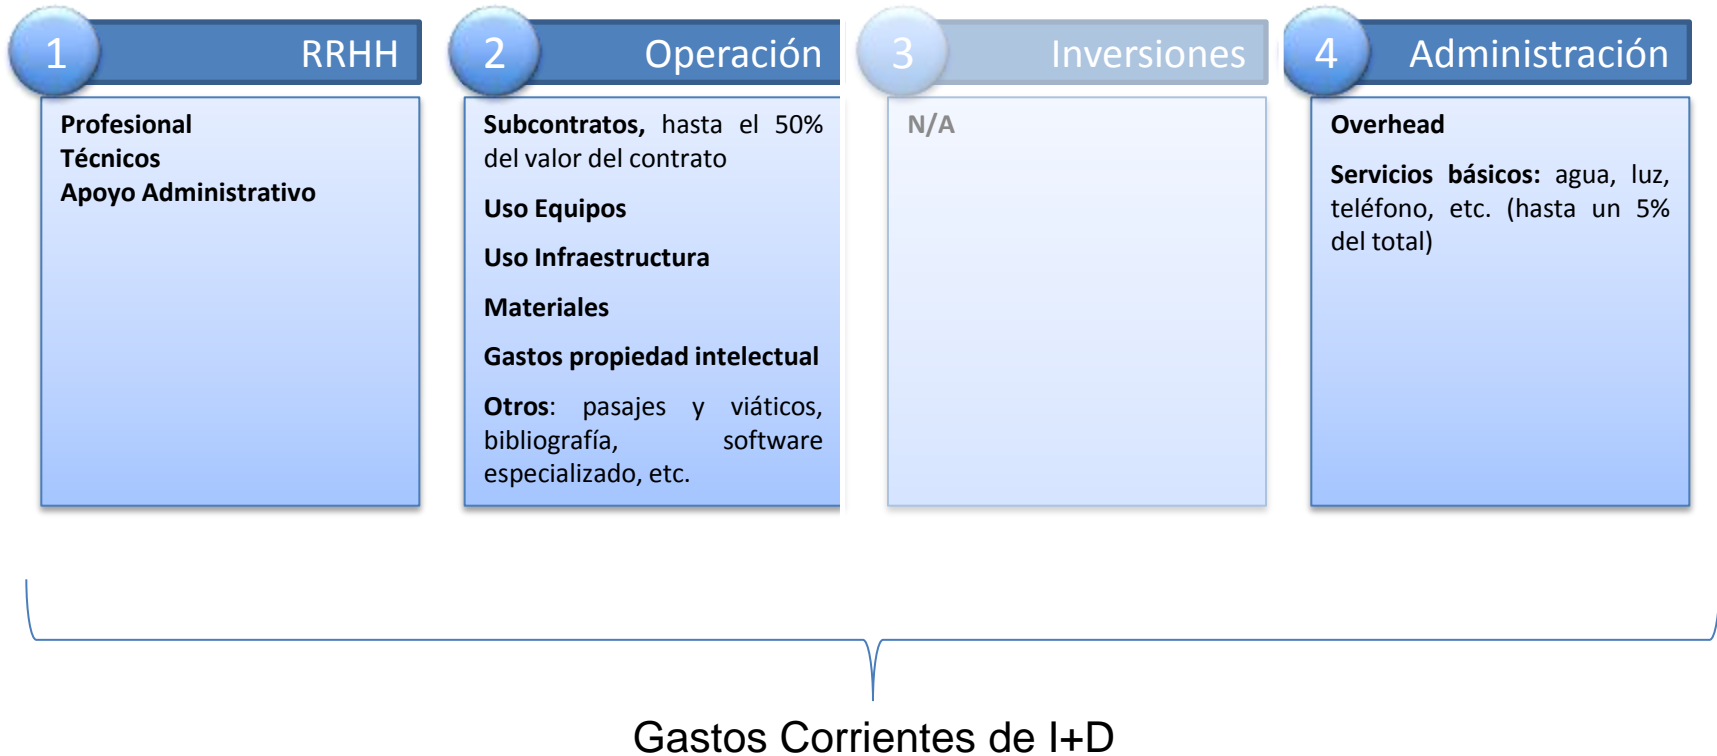 1 RRHH
Profesional
Técnicos
Apoyo Administrativo
2 Operación
Subcontratos, hasta el 50%
del valor del contrato
Uso Equipos
Uso Infraestructura
Materiales
Gastos propiedad intelectual
Otros: pasajes y viáticos,
bibliografía, software
especializado, etc.
3 Inversiones
N/A
4 Administración
Overhead
Servicios básicos: agua, luz,
teléfono, etc. (hasta un 5%
del total)
Gastos Corrientes de I+D